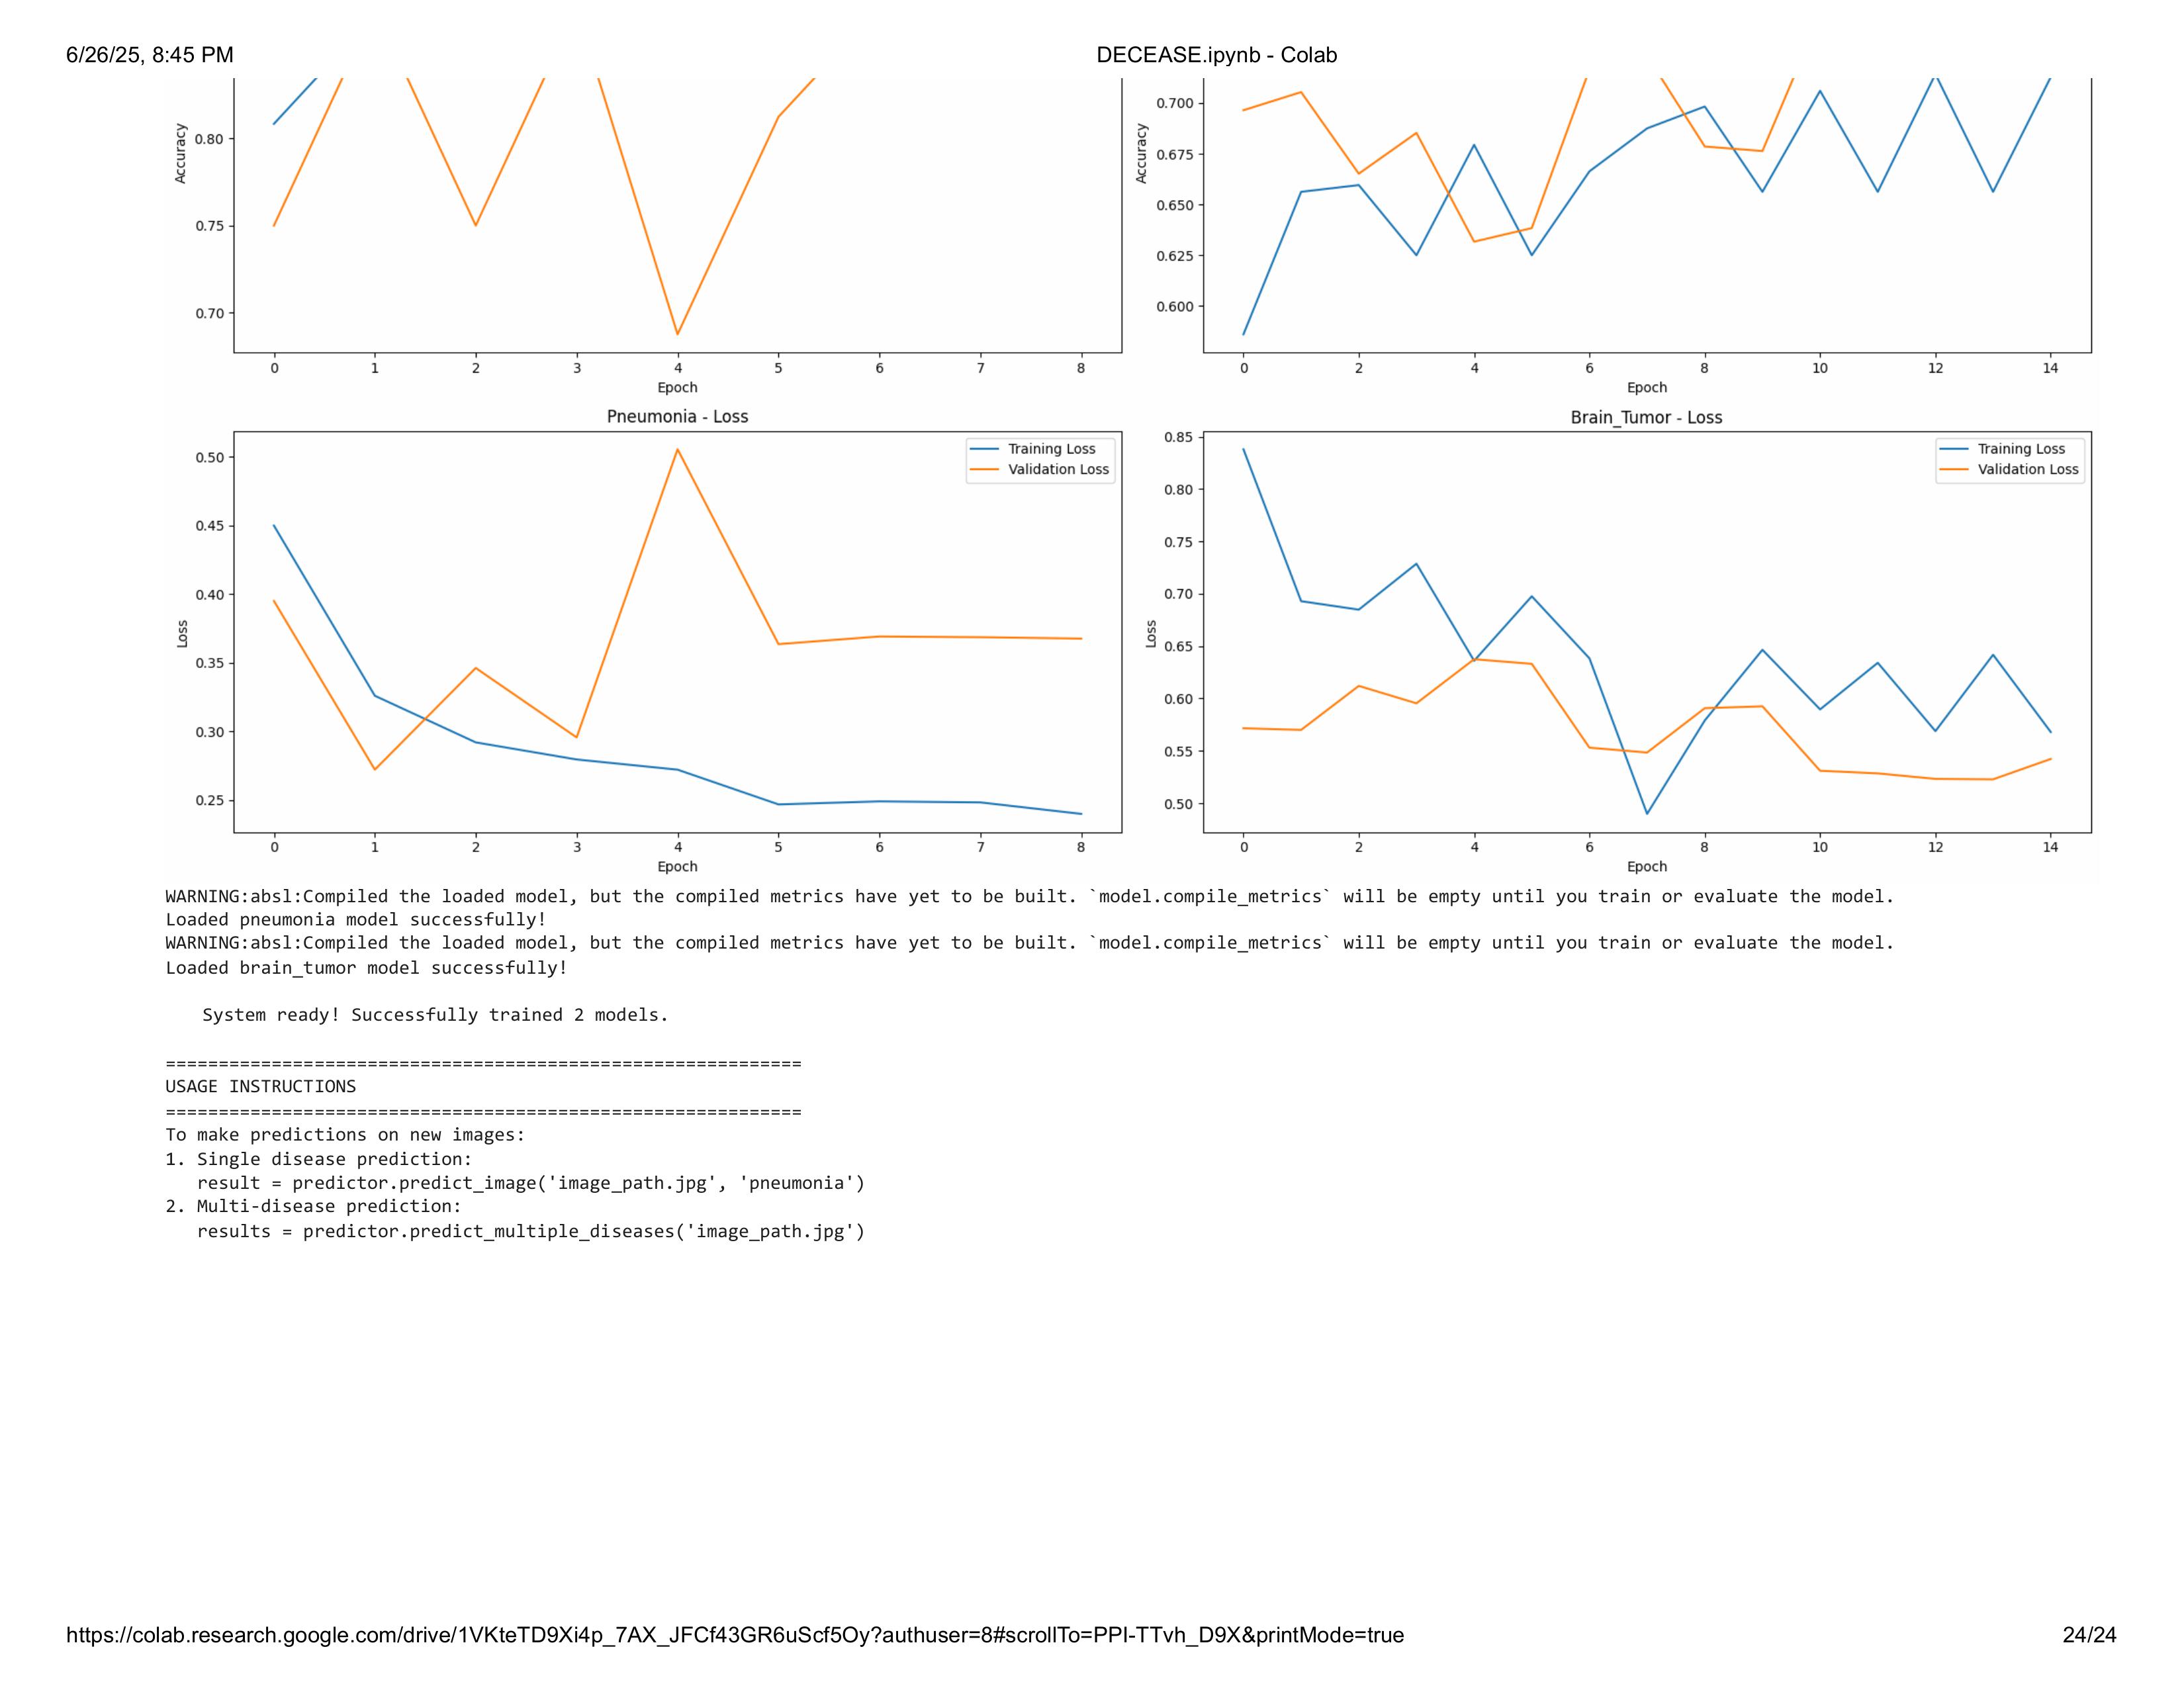 6/26/25, 8:45 PM DECEASE.ipynb - Colab
Accuracy
0.80
0.75
0.70
0 1 2 3 4 5 6 7 8
Epoch
Accuracy
0.700
0.675
0.650
0.625
0.600
0 2 4 6 8 10 12 14
Epoch
Pneumonia - Loss
Training Loss
Validation Loss
Loss
0.50
0.45
0.40
0.35
0.30
0.25
0 1 2 3 4 5 6 7 8
Epoch
Brain_Tumor - Loss
Training Loss
Validation Loss
Loss
0.85
0.80
0.75
0.70
0.65
0.60
0.55
0.50
0 2 4 6 8 10 12 14
Epoch
WARNING:absl:Compiled the loaded model, but the compiled metrics have yet to be built. `model.compile_metrics` will be empty until you train or evaluate the model.
Loaded pneumonia model successfully!
WARNING:absl:Compiled the loaded model, but the compiled metrics have yet to be built. `model.compile_metrics` will be empty until you train or evaluate the model.
Loaded brain_tumor model successfully!
System ready! Successfully trained 2 models.
============================================================
USAGE INSTRUCTIONS
============================================================
To make predictions on new images:
1. Single disease prediction:
result = predictor.predict_image('image_path.jpg', 'pneumonia')
2. Multi-disease prediction:
results = predictor.predict_multiple_diseases('image_path.jpg')
https://colab.research.google.com/drive/1VKteTD9Xi4p_7AX_JFCf43GR6uScf5Oy?authuser=8#scrollTo=PPI-TTvh_D9X&printMode=true 24/24